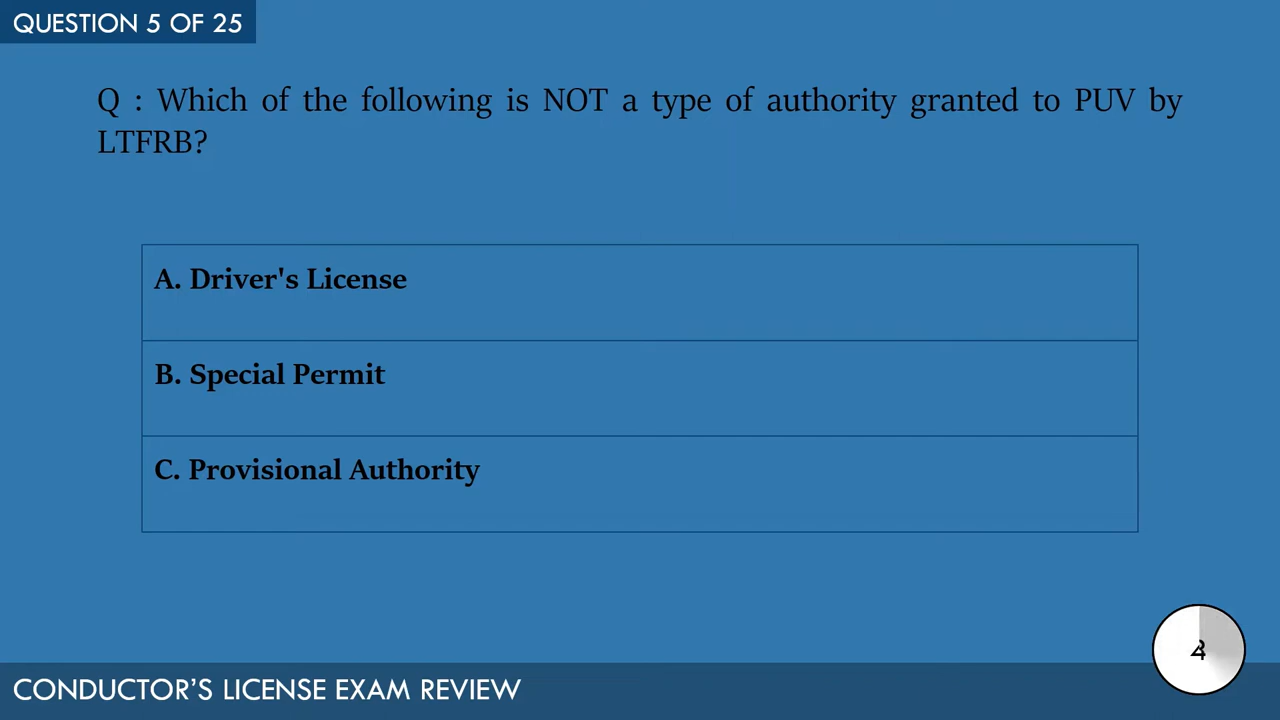 QUESTION 5 OF 25
Q : Which of the following is NOT a type of authority granted to PUV by
LTFRB?
A. Driver's License
B. Special Permit
C. Provisional Authority
CONDUCTOR'S LICENSE EXAM REVIEW